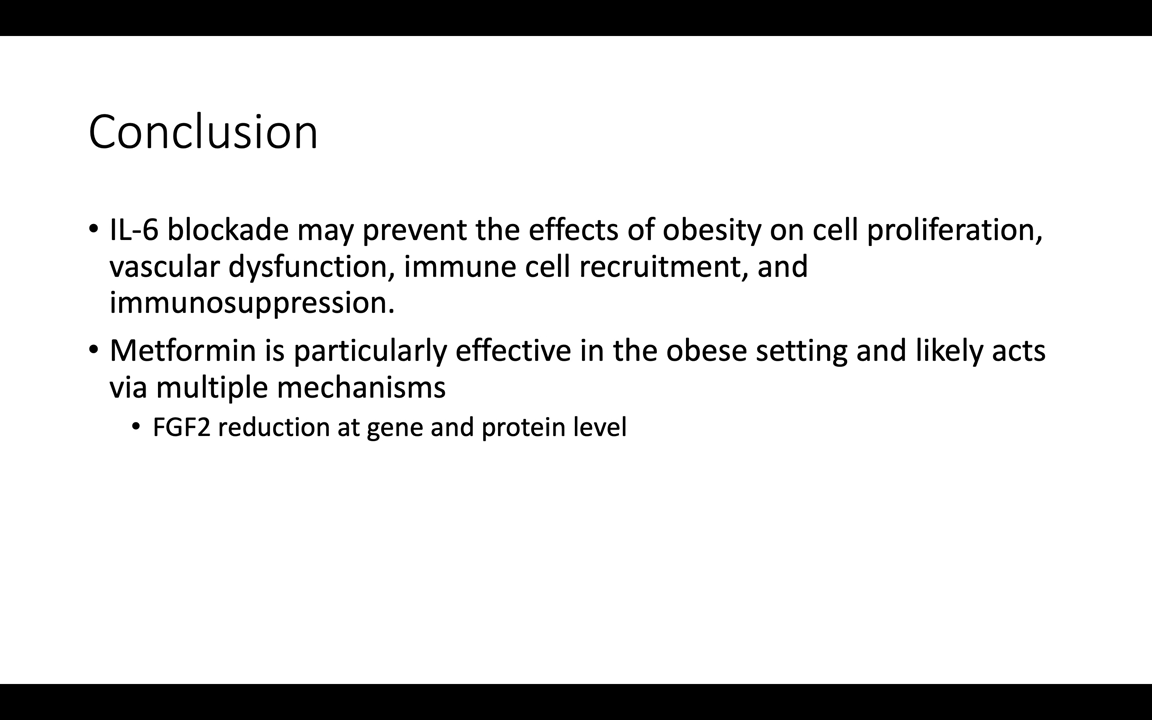 Conclusion
• IL-6 blockade may prevent the effects of obesity on cell proliferation,
vascular dysfunction, immune cell recruitment, and
immunosuppression.
• Metformin is particularly effective in the obese setting and likely acts
via multiple mechanisms
• FGF2 reduction at gene and protein level